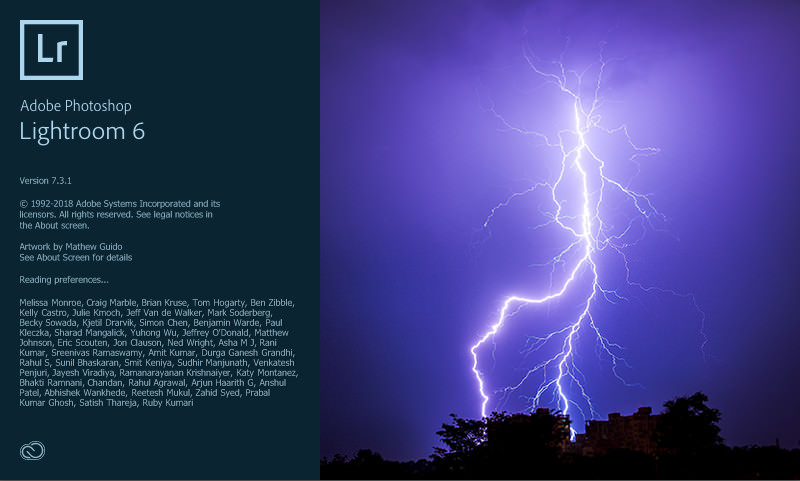 Lr
Adobe Photoshop
Lightroom 6
Version 7.3.1
© 1992-2018 Adobe Systems Incorporated and its
licensors. All rights reserved. See legal notices in
the About screen.
Artwork by Mathew Guido
See About Screen for details
Reading preferences...
Melissa Monroe, Craig Marble, Brian Kruse, Tom Hogarty, Ben Zibble,
Kelly Castro, Julie Kmoch, Jeff Van de Walker, Mark Soderberg,
Becky Sowada, Kjetil Drarvik, Simon Chen, Benjamin Warde, Paul
Kleczka, Sharad Mangalick, Yuhong Wu, Jeffrey O'Donald, Matthew
Johnson, Eric Scouten, Jon Clauson, Ned Wright, Asha M J, Rani
Kumar, Sreenivas Ramaswamy, Amit Kumar, Durga Ganesh Grandhi,
Rahul S, Sunil Bhaskaran, Smit Keniya, Sudhir Manjunath, Venkatesh
Penjuri, Jayesh Viradiya, Ramanarayanan Krishnaiyer, Katy Montanez,
Bhakti Ramnani, Chandan, Rahul Agrawal, Arjun Haarith G, Anshul
Patel, Abhishek Wankhede, Reetesh Mukul, Zahid Syed, Prabal
Kumar Ghosh, Satish Thareja, Ruby Kumari